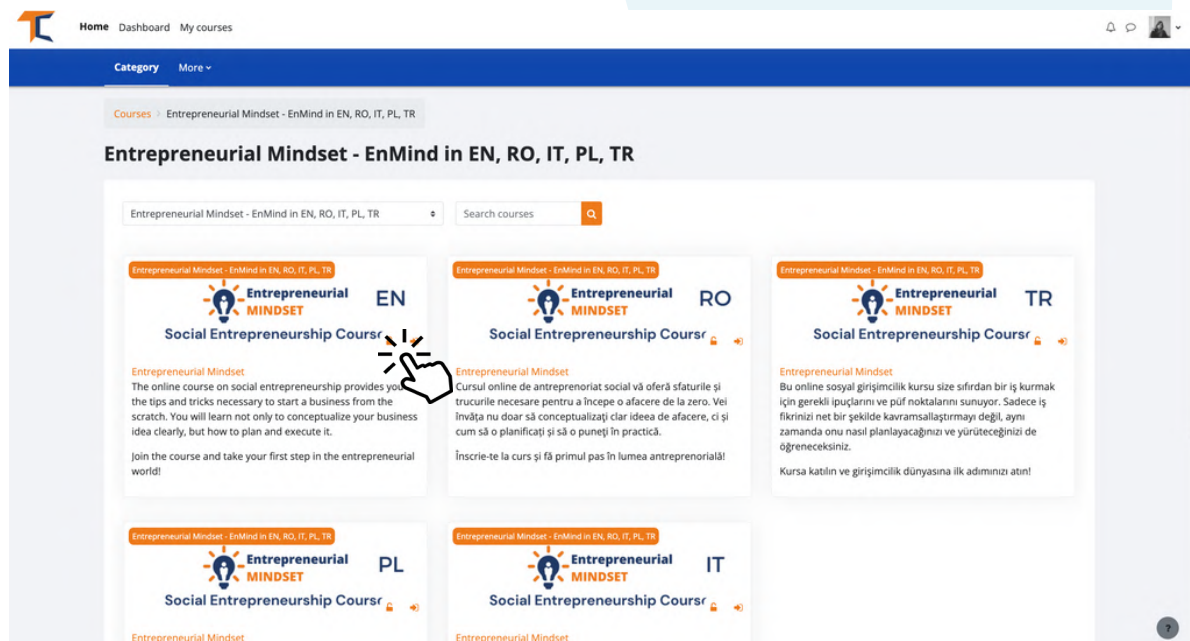 Home Dashboard My courses
Category More
Courses Entrepreneurial Mindset - EnMind in EN, RO, IT, PL, TR
Entrepreneurial Mindset - EnMind in EN, RO, IT, PL, TR
Entrepreneurial Mindset - EnMind in EN, RO, IT, PL, TR
Search courses
Entrepreneurial Mindset - EnMind in EN, RO, IT, PL, TR
Entrepreneurial
MINDSET
EN
Social Entrepreneurship Course
Entrepreneurial Mindset
The online course on social entrepreneurship provides you
the tips and tricks necessary to start a business from the
scratch. You will learn not only to conceptualize your business
idea clearly, but how to plan and execute it.
Join the course and take your first step in the entrepreneurial
world!
Entrepreneurial Mindset - EnMind in EN, RO, IT, PL, TR
Entrepreneurial
MINDSET
RO
Social Entrepreneurship Course
Entrepreneurial Mindset
Cursul online de antreprenoriat social vă oferă sfaturile și
trucurile necesare pentru a începe o afacere de la zero. Vei
învăța nu doar să conceptualizați clar ideea de afacere, ci și
cum să o planificați și să o puneți în practică.
Înscrie-te la curs și fă primul pas în lumea antreprenorială!
Entrepreneurial Mindset - EnMind in EN, RO, IT, PL, TR
Entrepreneurial
MINDSET
TR
Social Entrepreneurship Course
Entrepreneurial Mindset
Bu online sosyal girişimcilik kursu size sıfırdan bir iş kurmak
için gerekli ipuçlarını ve püf noktalarını sunuyor. Sadece iş
fikrinizi net bir şekilde kavramsallaştırmayı değil, aynı
zamanda onu nasıl planlayacağınızı ve yürüteceğinizi de
öğreneceksiniz.
Kursa katılın ve girişimcilik dünyasına ilk adımınızı atın!
Entrepreneurial Mindset - EnMind in EN, RO, IT, PL, TR
Entrepreneurial
MINDSET
PL
Social Entrepreneurship Course
Entrepreneurial Mindset
Entrepreneurial Mindset - EnMind in EN, RO, IT, PL, TR
Entrepreneurial
MINDSET
IT
Social Entrepreneurship Course
Entrepreneurial Mindset
?